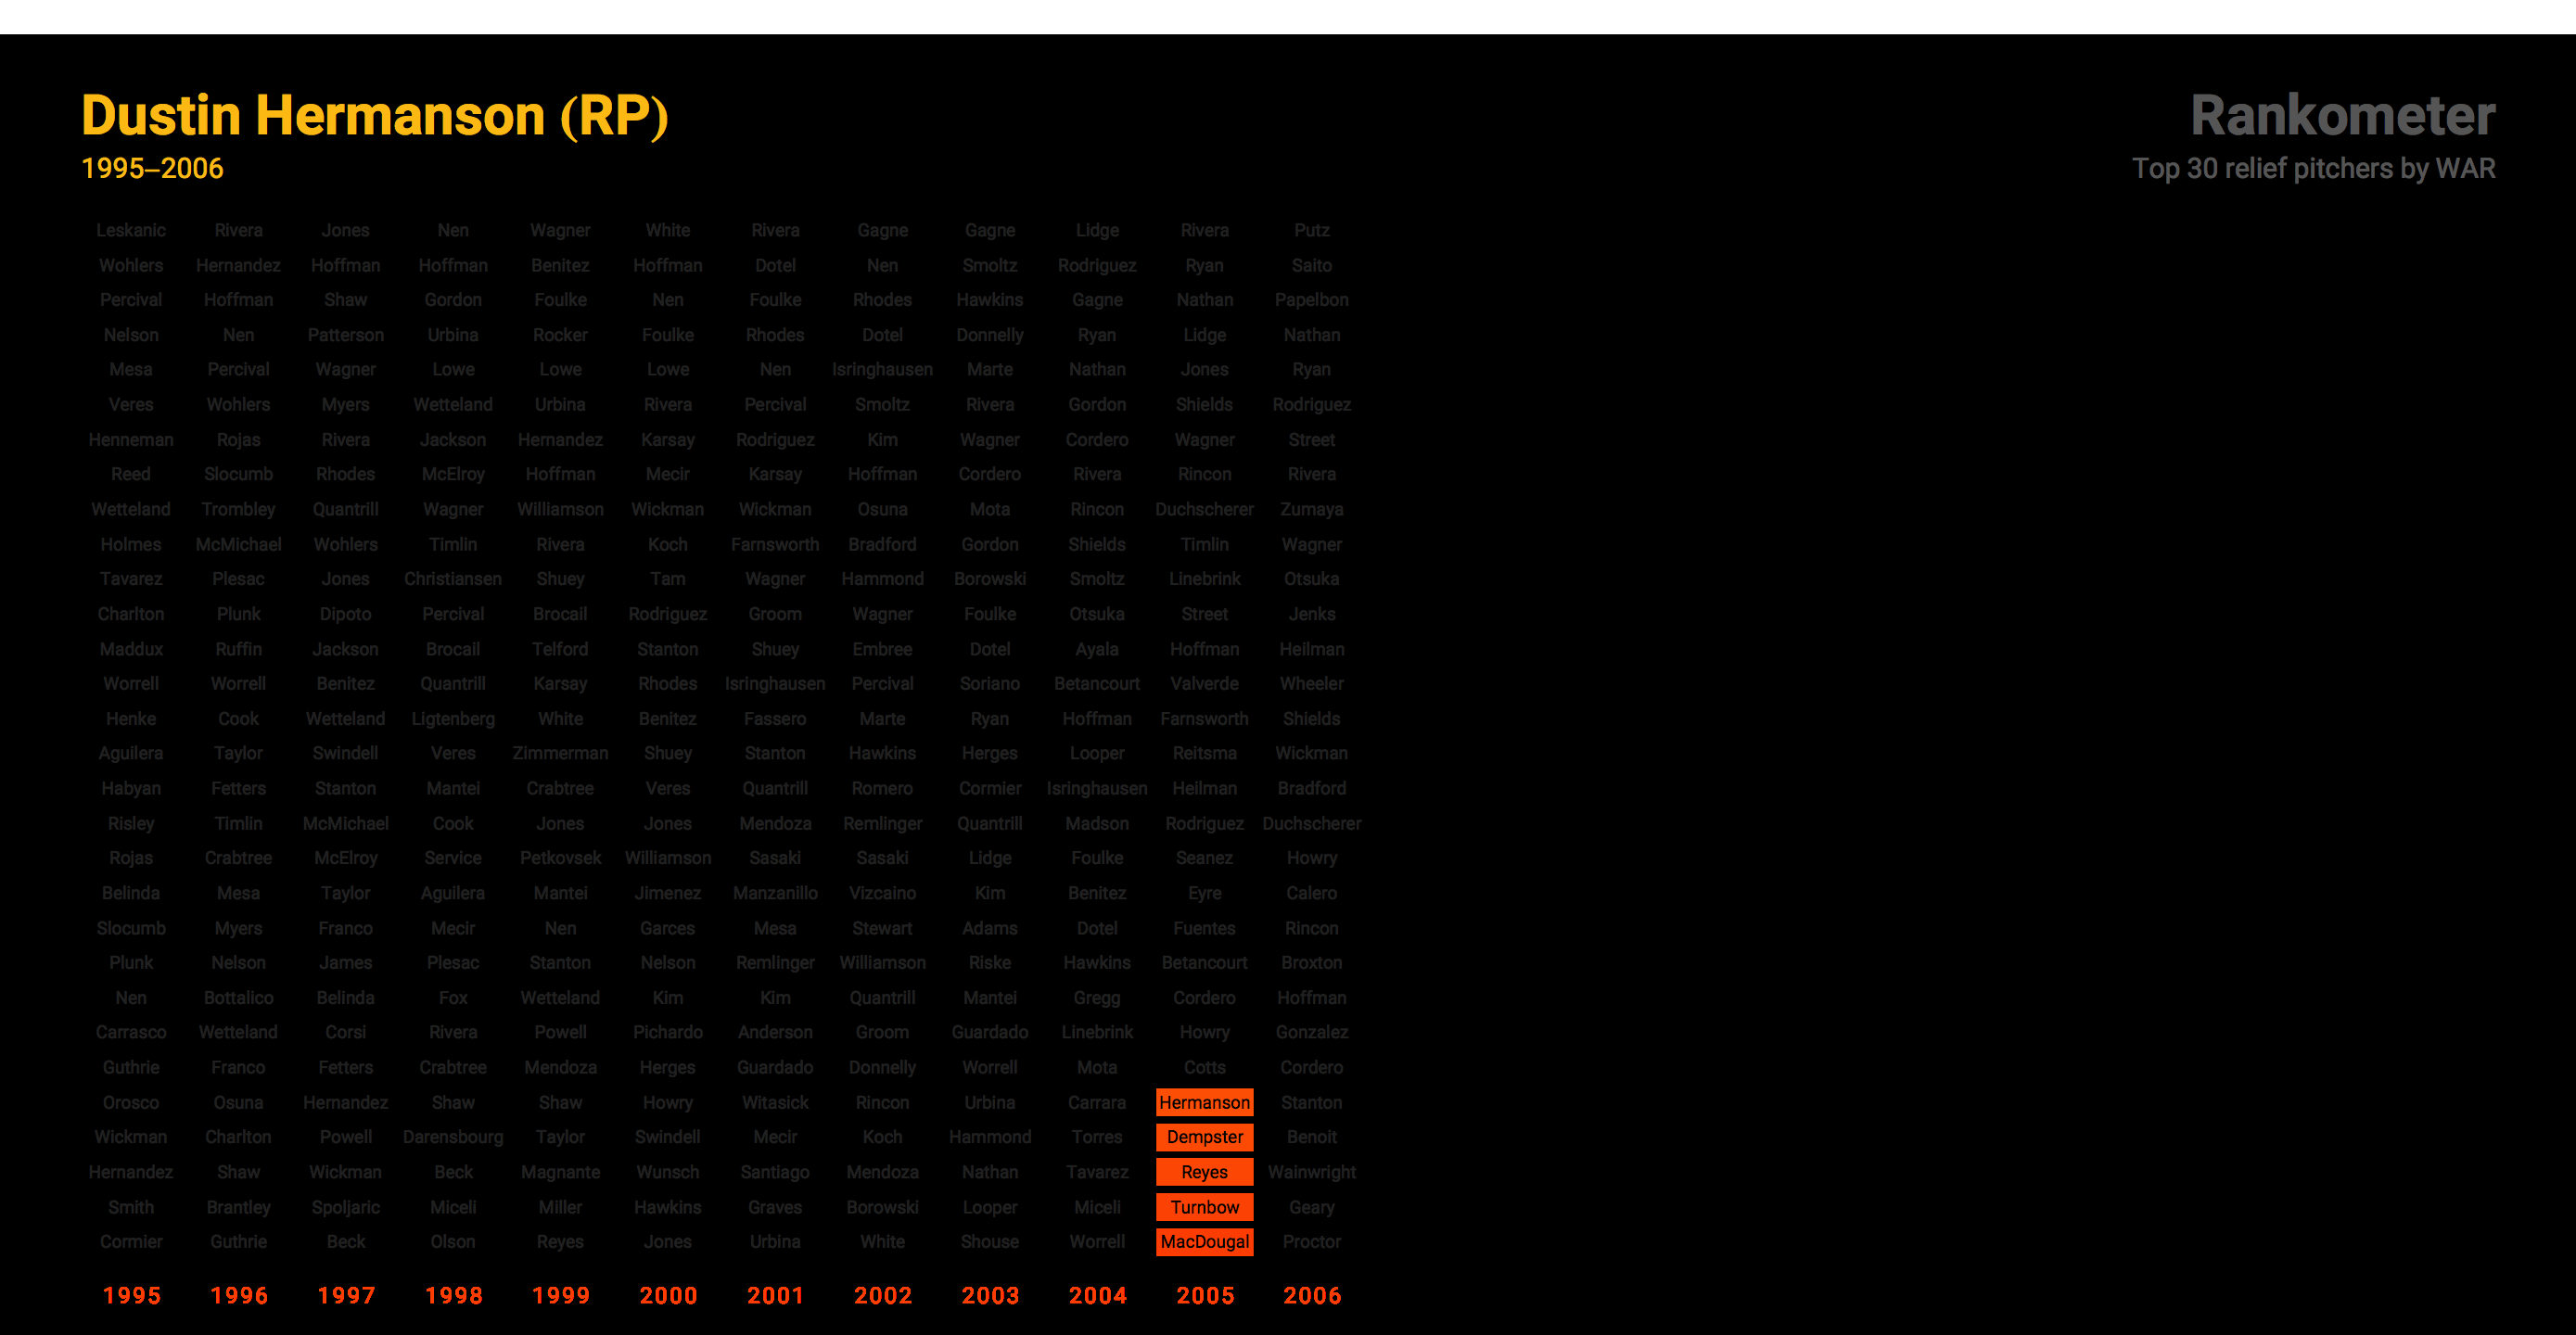 Dustin Hermanson (RP)
1995–2006
Rankometer
Top 30 relief pitchers by WAR
Leskanic Rivera Jones Nen Wagner White Rivera Gagne Gagne Lidge Rivera Putz
Wohlers Hernandez Hoffman Hoffman Benitez Hoffman Dotel Nen Smoltz Rodriguez Ryan Saito
Percival Hoffman Shaw Gordon Foulke Nen Foulke Rhodes Hawkins Gagne Nathan Papelbon
Nelson Nen Patterson Urbina Rocker Foulke Rhodes Dotel Donnelly Ryan Lidge Nathan
Mesa Percival Wagner Lowe Lowe Lowe Nen Isringhausen Marte Nathan Jones Ryan
Veres Wohlers Myers Wetteland Urbina Rivera Percival Smoltz Rivera Gordon Shields Rodriguez
Henneman Rojas Rivera Jackson Hernandez Karsay Rodriguez Kim Wagner Cordero Wagner Street
Reed Slocumb Rhodes McElroy Hoffman Mecir Karsay Hoffman Cordero Rivera Rincon Rivera
Wetteland Trombley Quantrill Wagner Williamson Wickman Wickman Osuna Mota Rincon Duchscherer Zumaya
Holmes McMichael Wohlers Timlin Rivera Koch Farnsworth Bradford Gordon Shields Timlin Wagner
Tavarez Plesac Jones Christiansen Shuey Tam Wagner Hammond Borowski Smoltz Linebrink Otsuka
Charlton Plunk Dipoto Percival Brocail Rodriguez Groom Wagner Foulke Otsuka Street Jenks
Maddux Ruffin Jackson Brocail Telford Stanton Shuey Embree Dotel Ayala Hoffman Heilman
Worrell Worrell Benitez Quantrill Karsay Rhodes Isringhausen Percival Soriano Betancourt Valverde Wheeler
Henke Cook Wetteland Ligtenberg White Benitez Fassero Marte Ryan Hoffman Farnsworth Shields
Aguilera Taylor Swindell Veres Zimmerman Shuey Stanton Hawkins Herges Looper Reitsma Wickman
Habyan Fetters Stanton Mantei Crabtree Veres Quantrill Romero Cormier Isringhausen Heilman Bradford
Risley Timlin McMichael Cook Jones Jones Mendoza Remlinger Quantrill Madson Rodriguez Duchscherer
Rojas Crabtree McElroy Service Petkovsek Williamson Sasaki Sasaki Lidge Foulke Seanez Howry
Belinda Mesa Taylor Aguilera Mantei Jimenez Manzanillo Vizcaino Kim Benitez Eyre Calero
Slocumb Myers Franco Mecir Nen Garces Mesa Stewart Adams Dotel Fuentes Rincon
Plunk Nelson James Plesac Stanton Nelson Remlinger Williamson Riske Hawkins Betancourt Broxton
Nen Bottalico Belinda Fox Wetteland Kim Kim Quantrill Mantei Gregg Cordero Hoffman
Carrasco Wetteland Corsi Rivera Powell Pichardo Anderson Groom Guardado Linebrink Howry Gonzalez
Guthrie Franco Fetters Crabtree Mendoza Herges Guardado Donnelly Worrell Mota Cotts Cordero
Orosco Osuna Hernandez Shaw Shaw Howry Witasick Rincon Urbina Carrara Hermanson Stanton
Wickman Charlton Powell Darensbourg Taylor Swindell Mecir Koch Hammond Torres Dempster Benoit
Hernandez Shaw Wickman Beck Magnante Wunsch Santiago Mendoza Nathan Tavarez Reyes Wainwright
Smith Brantley Spoljaric Miceli Miller Hawkins Graves Borowski Looper Miceli Turnbow Geary
Cormier Guthrie Beck Olson Reyes Jones Urbina White Shouse Worrell MacDougal Proctor
1995 1996 1997 1998 1999 2000 2001 2002 2003 2004 2005 2006